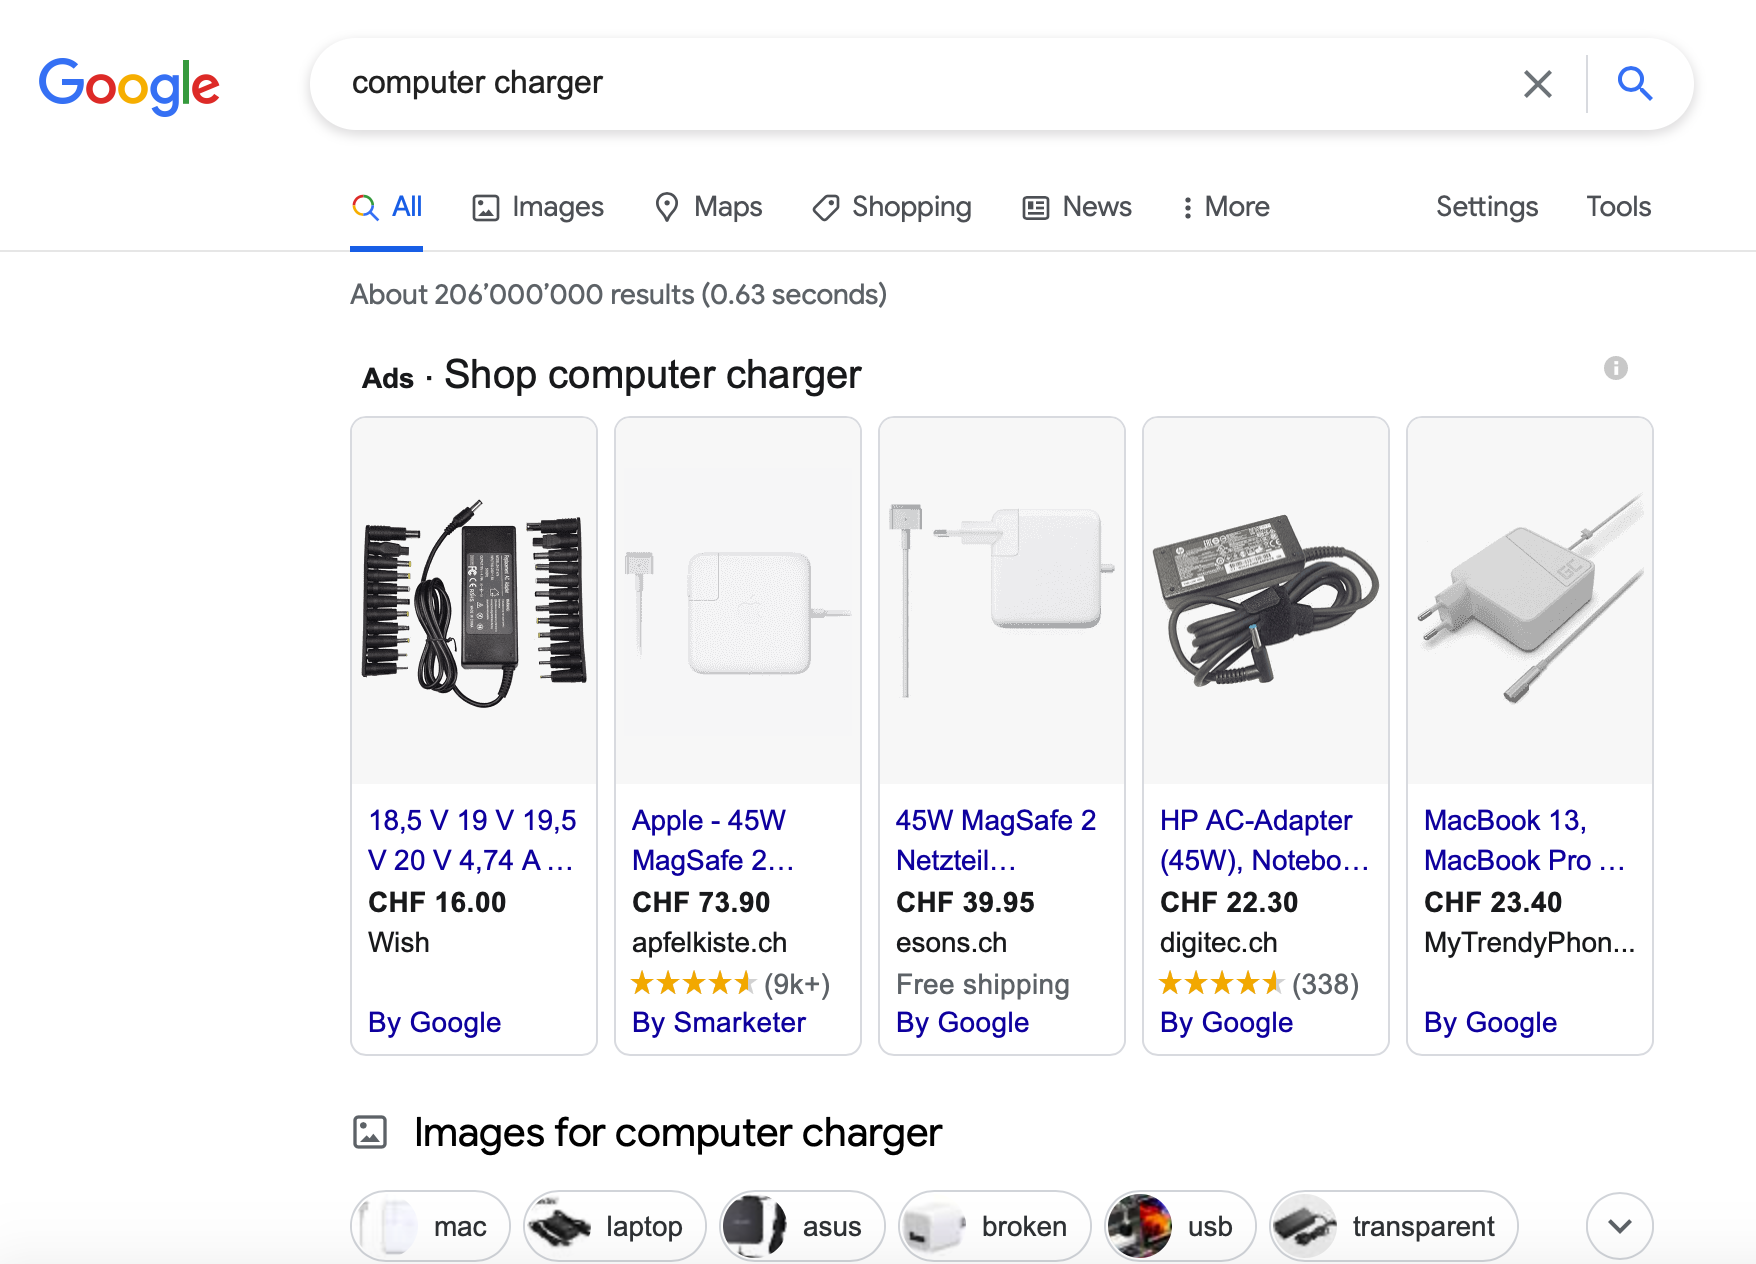 Google
computer charger
All Images Maps Shopping News More Settings Tools
About 206’000’000 results (0.63 seconds)
Ads · Shop computer charger
18,5 V 19 V 19,5
V 20 V 4,74 A ...
CHF 16.00
Wish
By Google
Apple - 45W
MagSafe 2...
CHF 73.90
apfelkiste.ch
(9k+)
By Smarketer
45W MagSafe 2
Netzteil...
CHF 39.95
esons.ch
Free shipping
By Google
HP AC-Adapter
(45W), Notebo...
CHF 22.30
digitec.ch
(338)
By Google
MacBook 13,
MacBook Pro ...
CHF 23.40
MyTrendyPhon...
By Google
Images for computer charger
mac laptop asus broken usb transparent